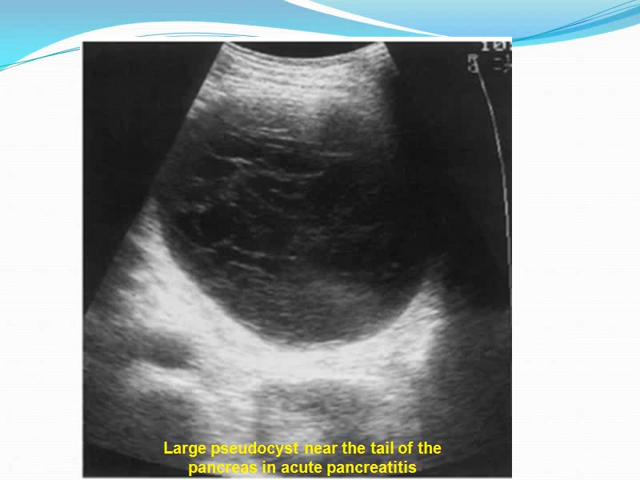 Large pseudocyst near the tail of the
pancreas in acute pancreatitis